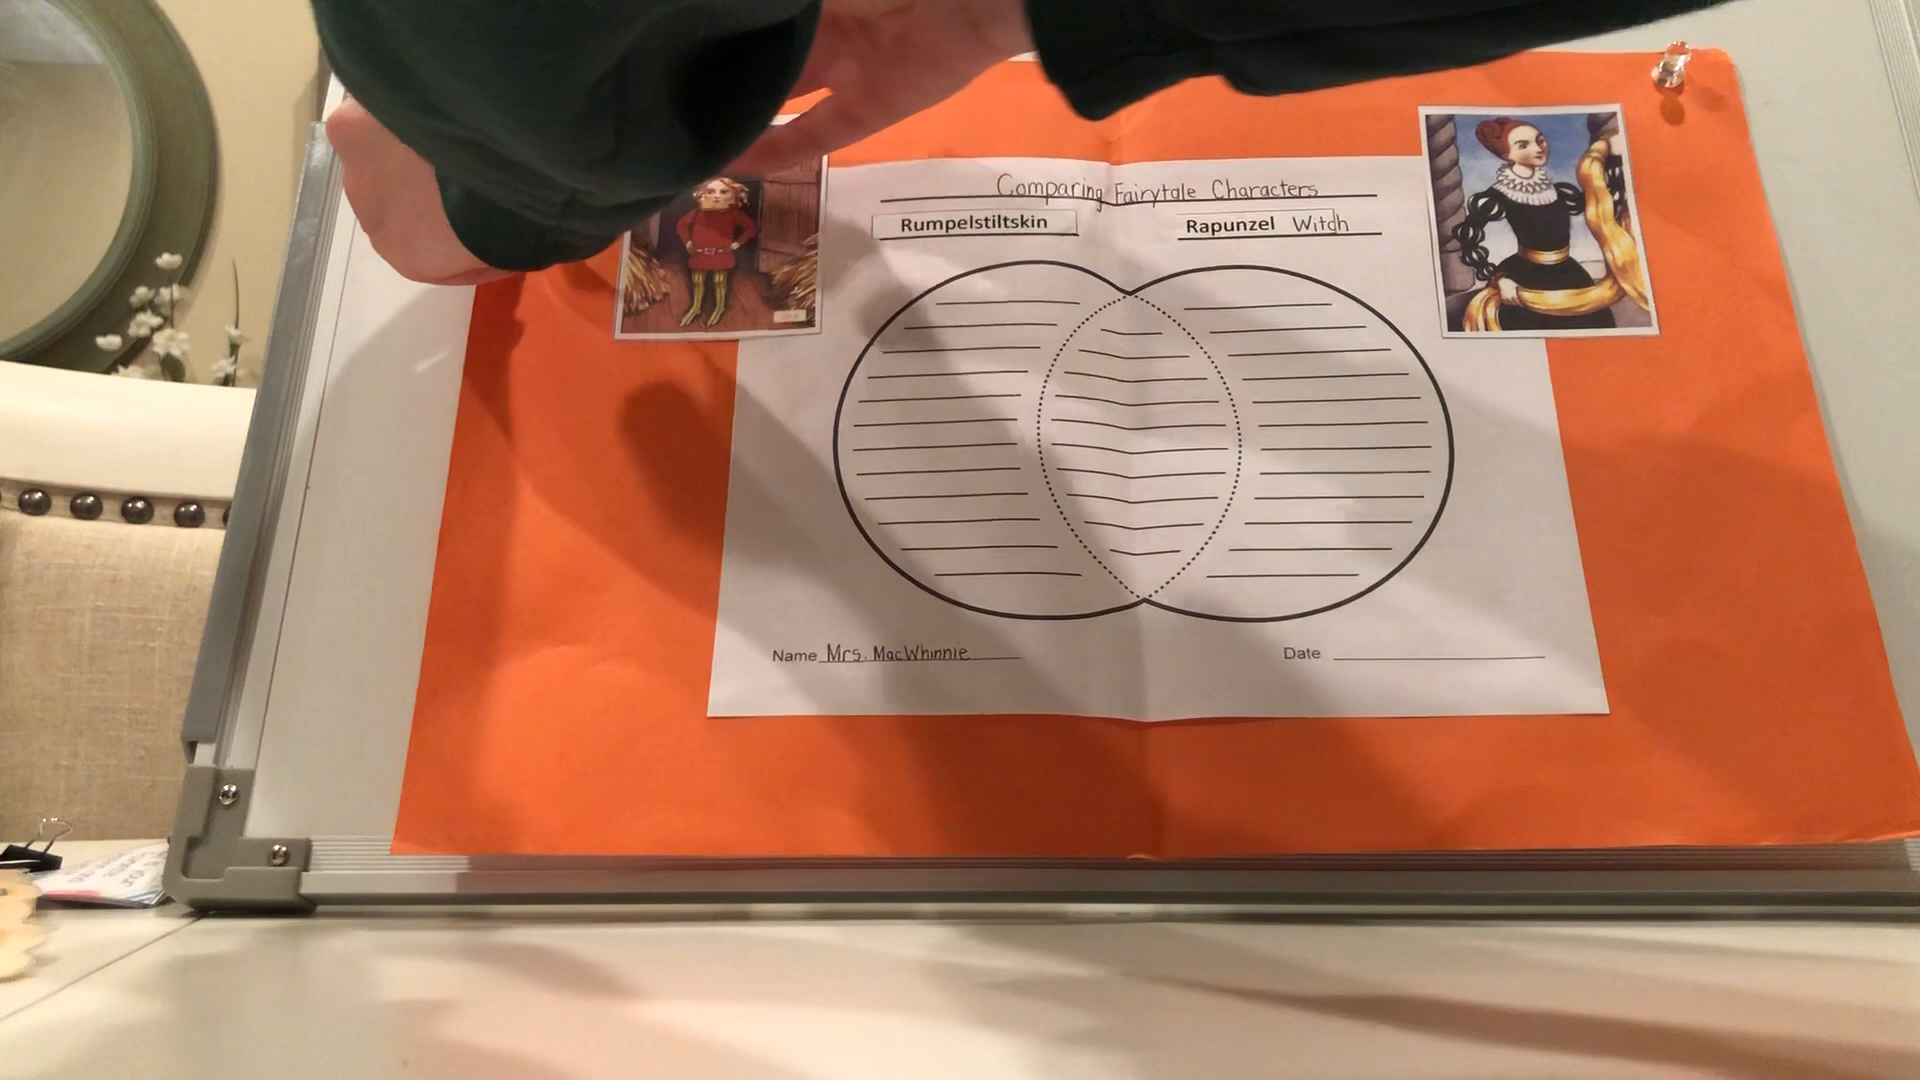 Comparing Fairytale Characters
Rumpelstiltskin
Rapunzel Witch
Name Mrs. MacWhinnie
Date